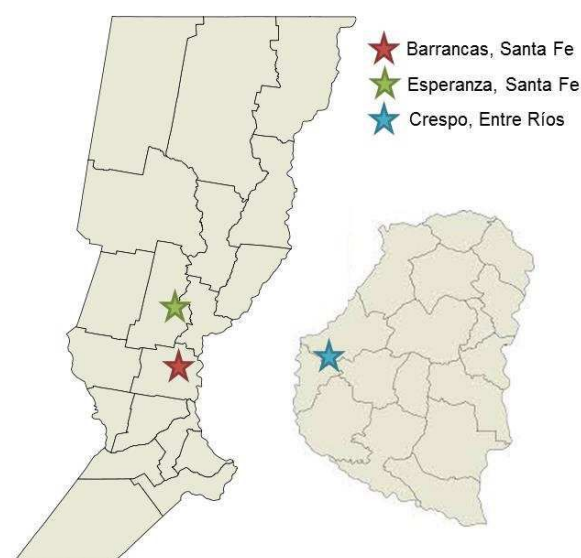 Barrancas, Santa Fe
Esperanza, Santa Fe
Crespo, Entre Ríos